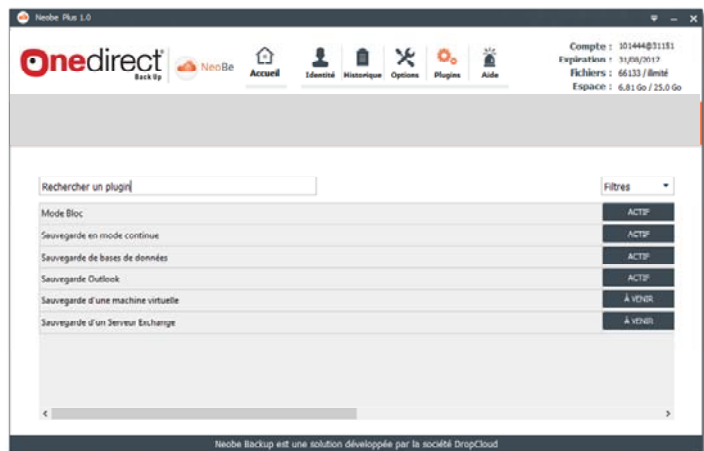 Neobe Plus 1.0
Onedirect
Back Up
NeoBe
Accueil
Identité
Historique
Options
Plugins
Aide
Compte : 101444@31151
Expiration : 31/08/2017
Fichiers : 66133 / ilimité
Espace : 6.81 Go / 25.0 Go
Rechercher un plugin
Filtres
Mode Bloc ACTIF
Sauvegarde en mode continue ACTIF
Sauvegarde de bases de données ACTIF
Sauvegarde Outlook ACTIF
Sauvegarde d'une machine virtuelle À VENIR
Sauvegarde d'un Serveur Exchange À VENIR
Neobe Backup est une solution développée par la société DropCloud